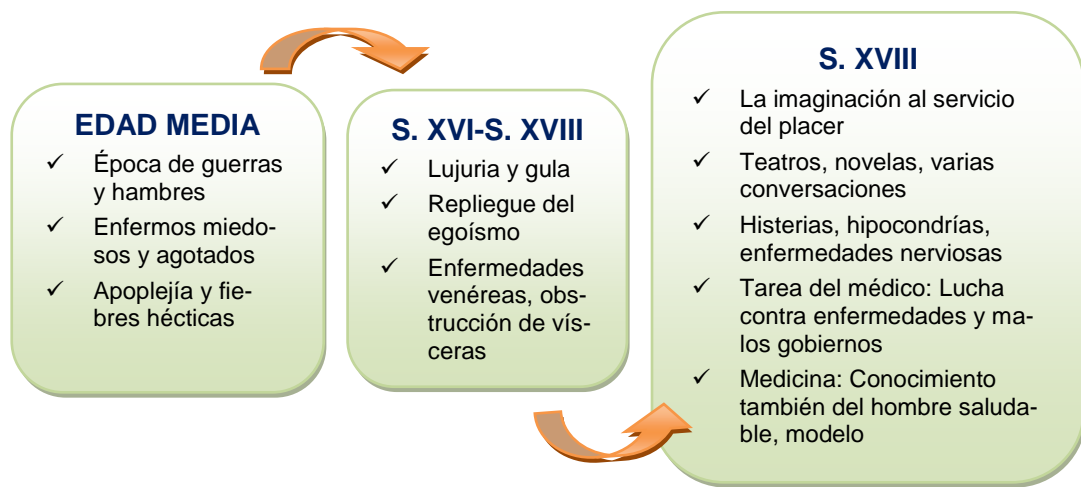 EDAD MEDIA
✓ Época de guerras
y hambres
✓ Enfermos miedo-
sos y agotados
✓ Apoplejía y fie-
bres hécticas
S. XVI-S. XVIII
✓ Lujuria y gula
✓ Repliegue del
egoísmo
✓ Enfermedades
venéreas, obs-
trucción de vís-
ceras
S. XVIII
✓ La imaginación al servicio
del placer
✓ Teatros, novelas, varias
conversaciones
✓ Histerias, hipocondrías,
enfermedades nerviosas
✓ Tarea del médico: Lucha
contra enfermedades y ma-
los gobiernos
✓ Medicina: Conocimiento
también del hombre saluda-
ble, modelo